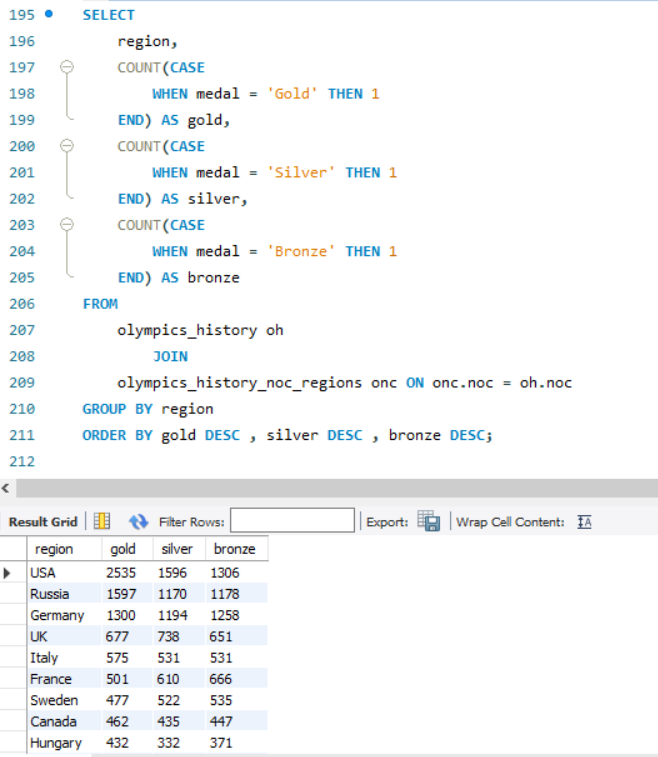 195 SELECT
196 region,
197 COUNT(CASE
198 WHEN medal = 'Gold' THEN 1
199 END) AS gold,
200 COUNT(CASE
201 WHEN medal = 'Silver' THEN 1
202 END) AS silver,
203 COUNT(CASE
204 WHEN medal = 'Bronze' THEN 1
205 END) AS bronze
206 FROM
207 olympics_history oh
208 JOIN
209 olympics_history_noc_regions onc ON onc.noc = oh.noc
210 GROUP BY region
211 ORDER BY gold DESC , silver DESC , bronze DESC;
212
Result Grid Filter Rows: Export: Wrap Cell Content: IA
region gold silver bronze
USA 2535 1596 1306
Russia 1597 1170 1178
Germany 1300 1194 1258
UK 677 738 651
Italy 575 531 531
France 501 610 666
Sweden 477 522 535
Canada 462 435 447
Hungary 432 332 371